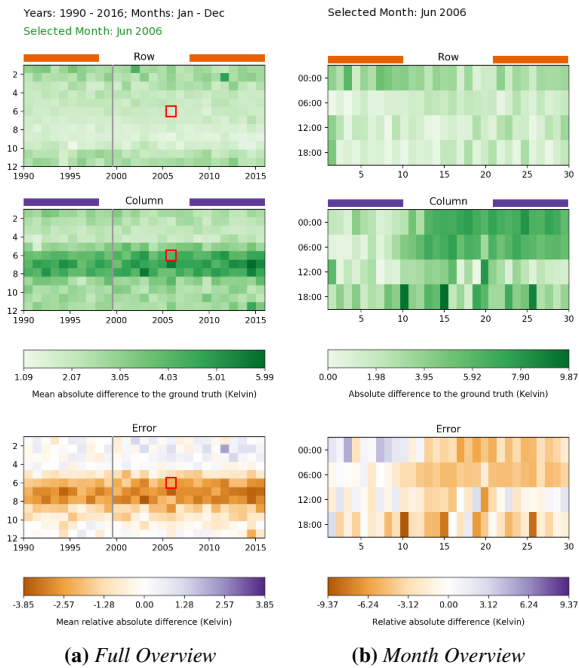 Years: 1990 - 2016; Months: Jan - Dec
Selected Month: Jun 2006
Row
2
4
6
8
10
12
1990 1995 2000 2005 2010 2015
Column
2
4
6
8
10
12
1990 1995 2000 2005 2010 2015
1.09 2.07 3.05 4.03 5.01 5.99
Mean absolute difference to the ground truth (Kelvin)
Error
2
4
6
8
10
12
1990 1995 2000 2005 2010 2015
-3.85 -2.57 -1.28 0.00 1.28 2.57 3.85
Mean relative absolute difference (Kelvin)
(a) Full Overview
Selected Month: Jun 2006
Row
00:00
06:00
12:00
18:00
5 10 15 20 25 30
Column
00:00
06:00
12:00
18:00
5 10 15 20 25 30
0.00 1.98 3.95 5.92 7.90 9.87
Absolute difference to the ground truth (Kelvin)
Error
00:00
06:00
12:00
18:00
5 10 15 20 25 30
-9.37 -6.24 -3.12 0.00 3.12 6.24 9.37
Relative absolute difference (Kelvin)
(b) Month Overview